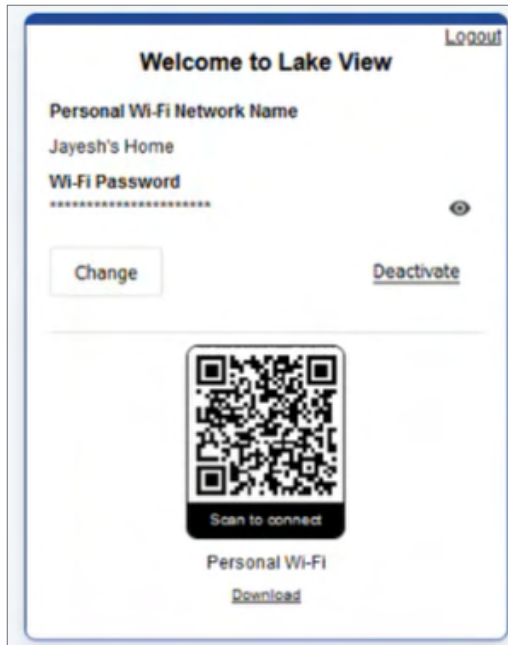 Logout
Welcome to Lake View
Personal Wi-Fi Network Name
Jayesh's Home
Wi-Fi Password
**********************
Change
Deactivate
Scan to connect
Personal Wi-Fi
Download